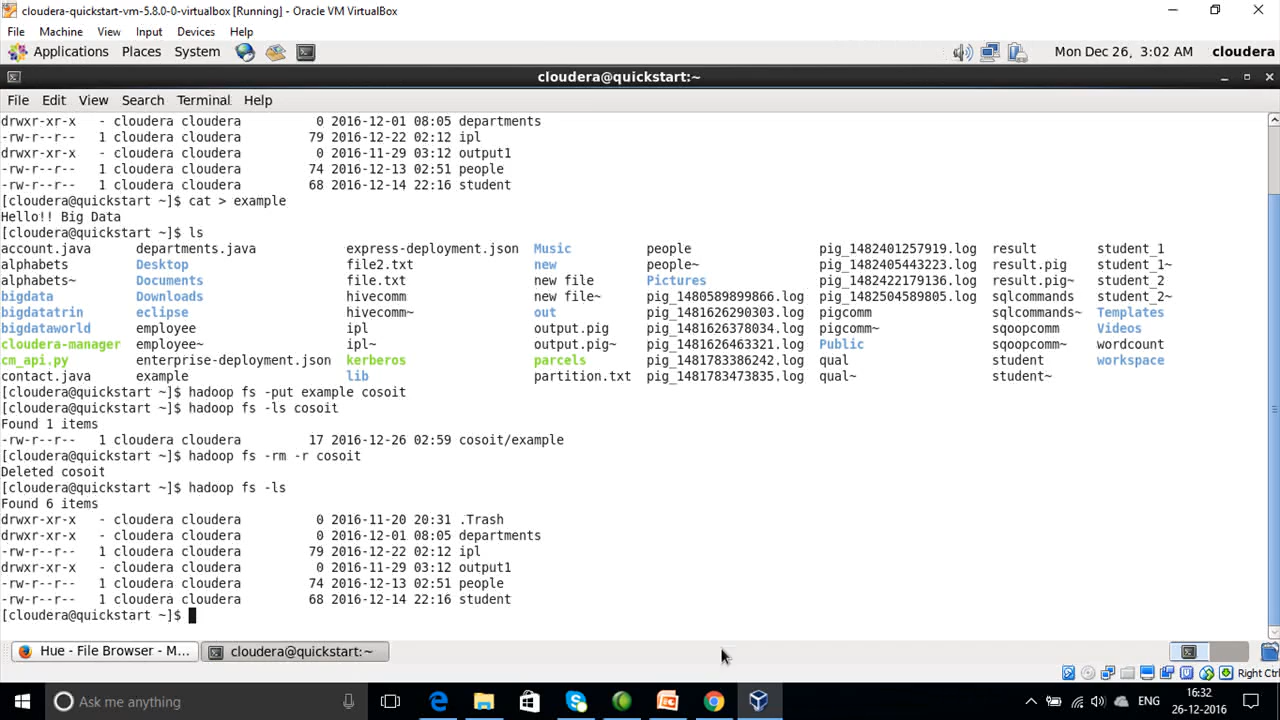 cloudera-quickstart-vm-5.8.0-0-virtualbox [Running] - Oracle VM VirtualBox
File Machine View Input Devices Help
Applications Places System Mon Dec 26, 3:02 AM cloudera
cloudera@quickstart:~
File Edit View Search Terminal Help
drwxr-xr-x - cloudera cloudera 0 2016-12-01 08:05 departments
-rw-r--r-- 1 cloudera cloudera 79 2016-12-22 02:12 ipl
drwxr-xr-x - cloudera cloudera 0 2016-11-29 03:12 output1
-rw-r--r-- 1 cloudera cloudera 74 2016-12-13 02:51 people
-rw-r--r-- 1 cloudera cloudera 68 2016-12-14 22:16 student
[cloudera@quickstart ~]$ cat > example
Hello!! Big Data
[cloudera@quickstart ~]$ ls
account.java departments.java express-deployment.json Music people pig_1482401257919.log result student_1
alphabets Desktop file2.txt new people~ pig_1482405443223.log result.pig student_1~
alphabets~ Documents file.txt new file Pictures pig_1482422179136.log result.pig~ student_2
bigdata Downloads hivecomm new file~ pig_1480589899866.log pig_1482504589805.log sqlcommands student_2~
bigdatatrin eclipse hivecomm~ out pig_1481626290303.log pigcomm sqlcommands~ Templates
bigdataworld employee ipl output.pig pig_1481626378034.log pigcomm~ sqoopcomm Videos
cloudera-manager employee~ ipl~ output.pig~ pig_1481626463321.log Public sqoopcomm~ wordcount
cm_api.py enterprise-deployment.json kerberos parcels pig_1481783386242.log qual student workspace
contact.java example lib partition.txt pig_1481783473835.log qual~ student~
[cloudera@quickstart ~]$ hadoop fs -put example cosoit
[cloudera@quickstart ~]$ hadoop fs -ls cosoit
Found 1 items
-rw-r--r-- 1 cloudera cloudera 17 2016-12-26 02:59 cosoit/example
[cloudera@quickstart ~]$ hadoop fs -rm -r cosoit
Deleted cosoit
[cloudera@quickstart ~]$ hadoop fs -ls
Found 6 items
drwxr-xr-x - cloudera cloudera 0 2016-11-20 20:31 .Trash
drwxr-xr-x - cloudera cloudera 0 2016-12-01 08:05 departments
-rw-r--r-- 1 cloudera cloudera 79 2016-12-22 02:12 ipl
drwxr-xr-x - cloudera cloudera 0 2016-11-29 03:12 output1
-rw-r--r-- 1 cloudera cloudera 74 2016-12-13 02:51 people
-rw-r--r-- 1 cloudera cloudera 68 2016-12-14 22:16 student
[cloudera@quickstart ~]$
Hue - File Browser - M... cloudera@quickstart:~
Right Ctrl
Ask me anything ENG 16:32
26-12-2016